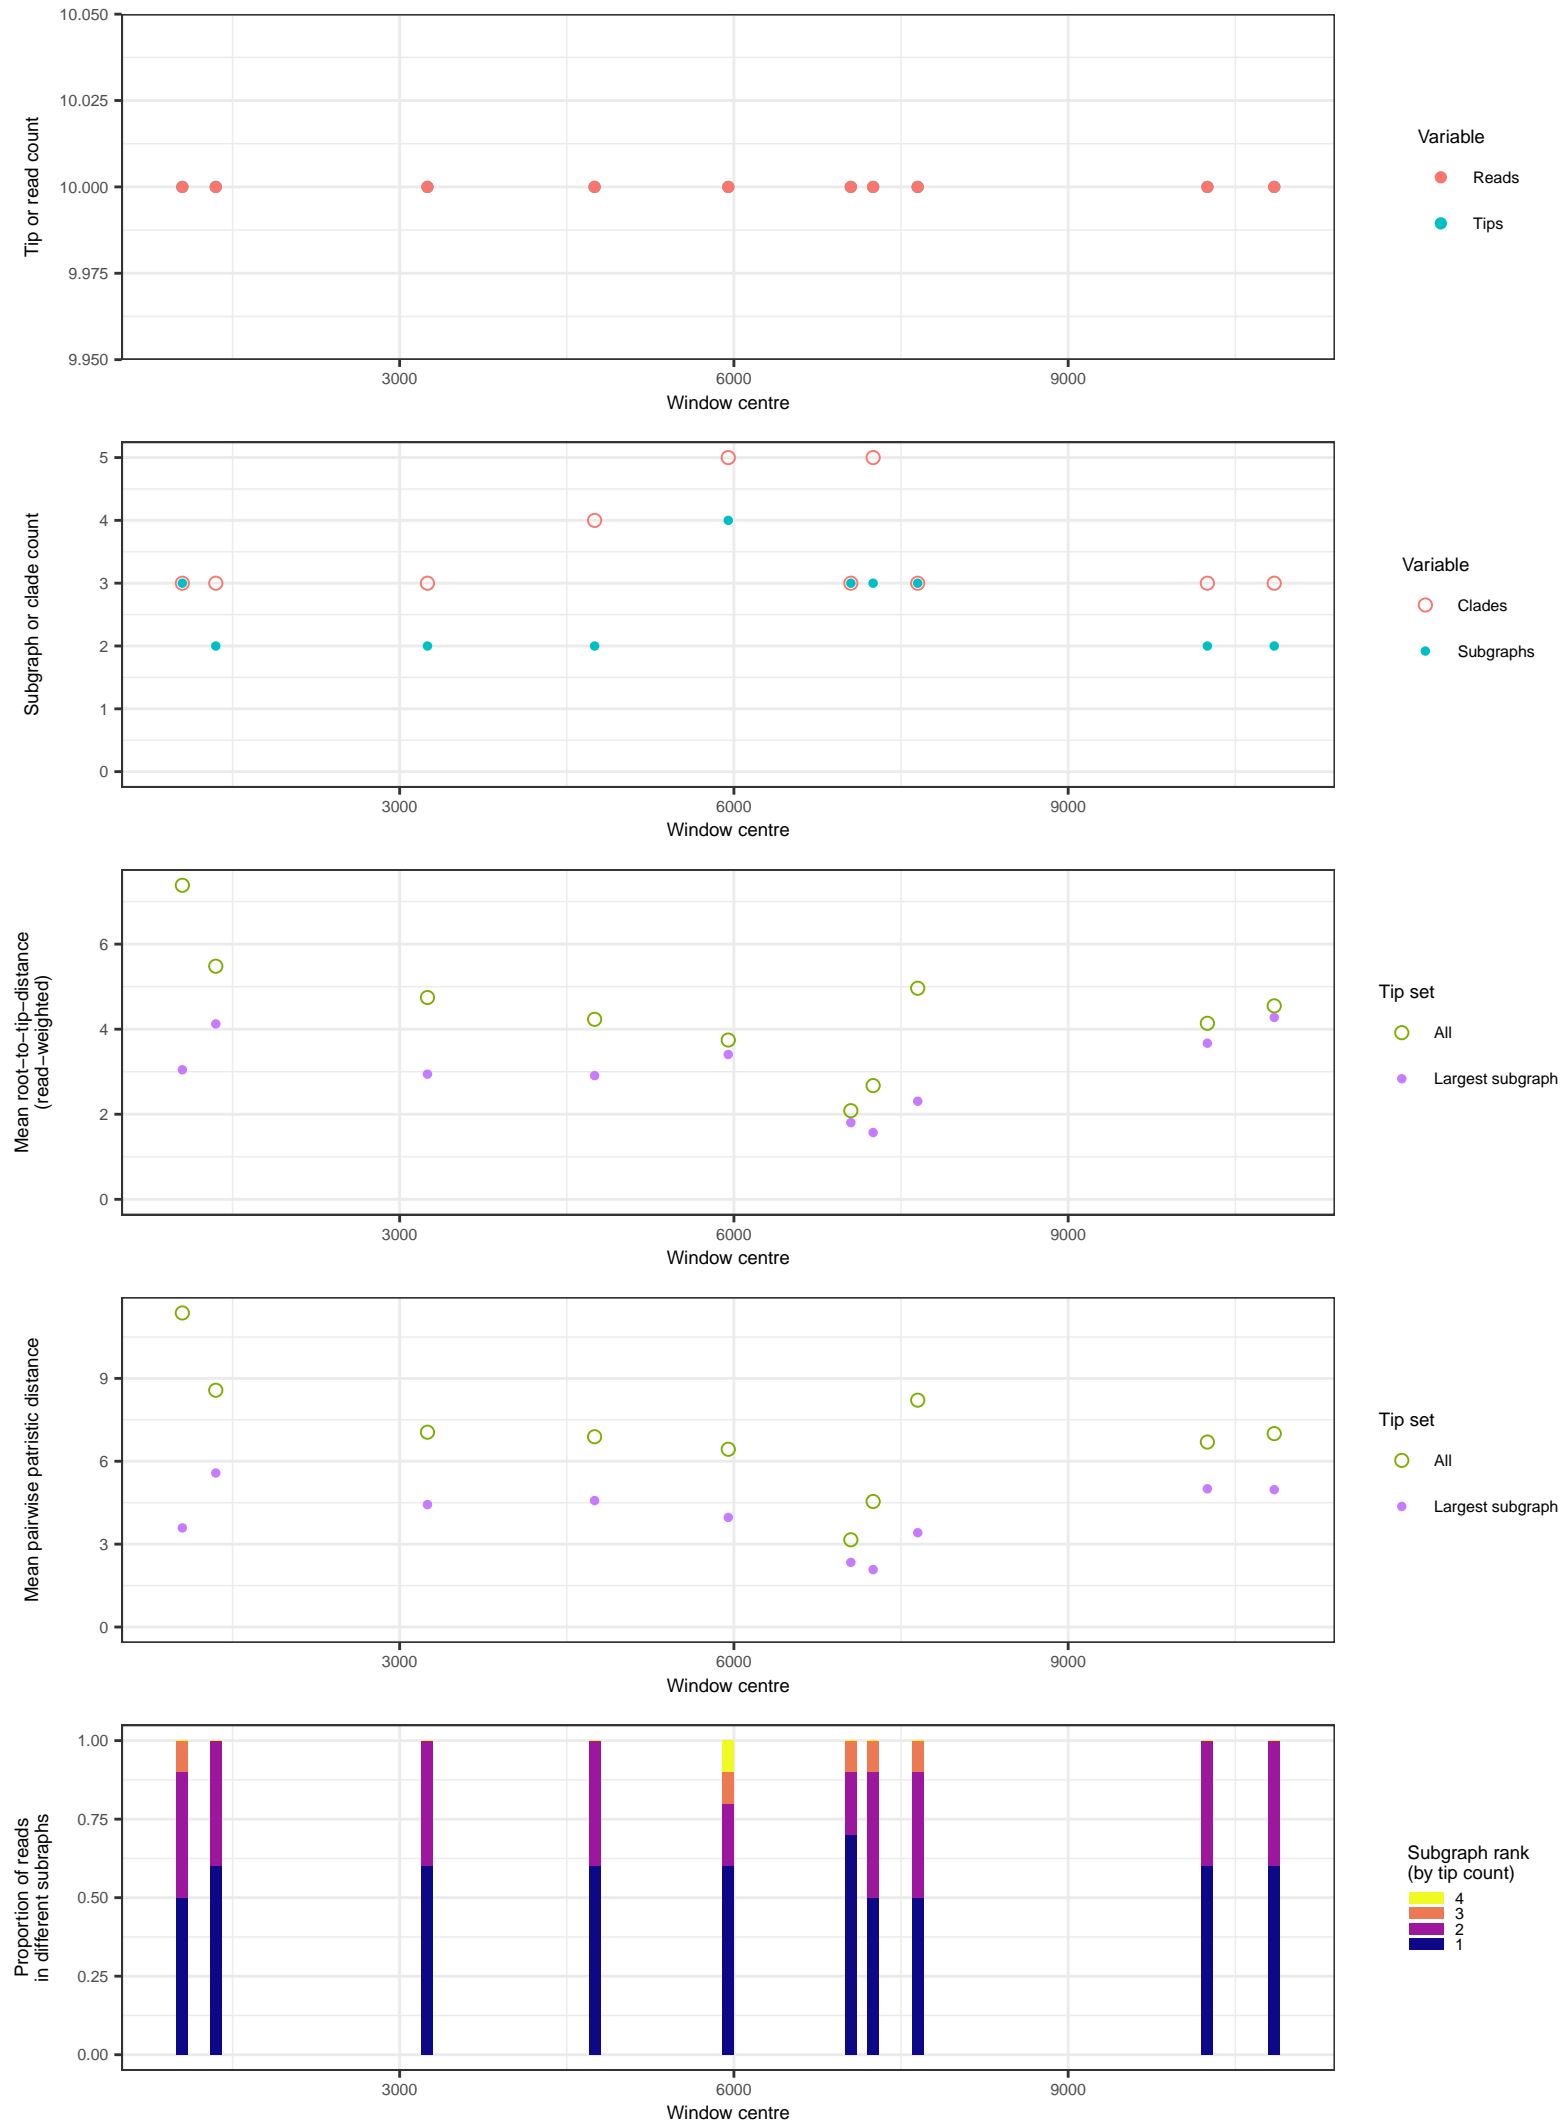 10.050
10.025
10.000
9.975
9.950
Tip or read count
3000 6000 9000
Window centre
Variable
Reads
Tips
5
4
3
2
1
0
Subgraph or clade count
3000 6000 9000
Window centre
Variable
Clades
Subgraphs
6
4
2
0
Mean root−to−tip−distance
(read−weighted)
3000 6000 9000
Window centre
Tip set
All
Largest subgraph
9
6
3
0
Mean pairwise patristic distance
3000 6000 9000
Window centre
Tip set
All
Largest subgraph
1.00
0.75
0.50
0.25
0.00
Proportion of reads
in different subraphs
3000 6000 9000
Window centre
Subgraph rank
(by tip count)
4
3
2
1